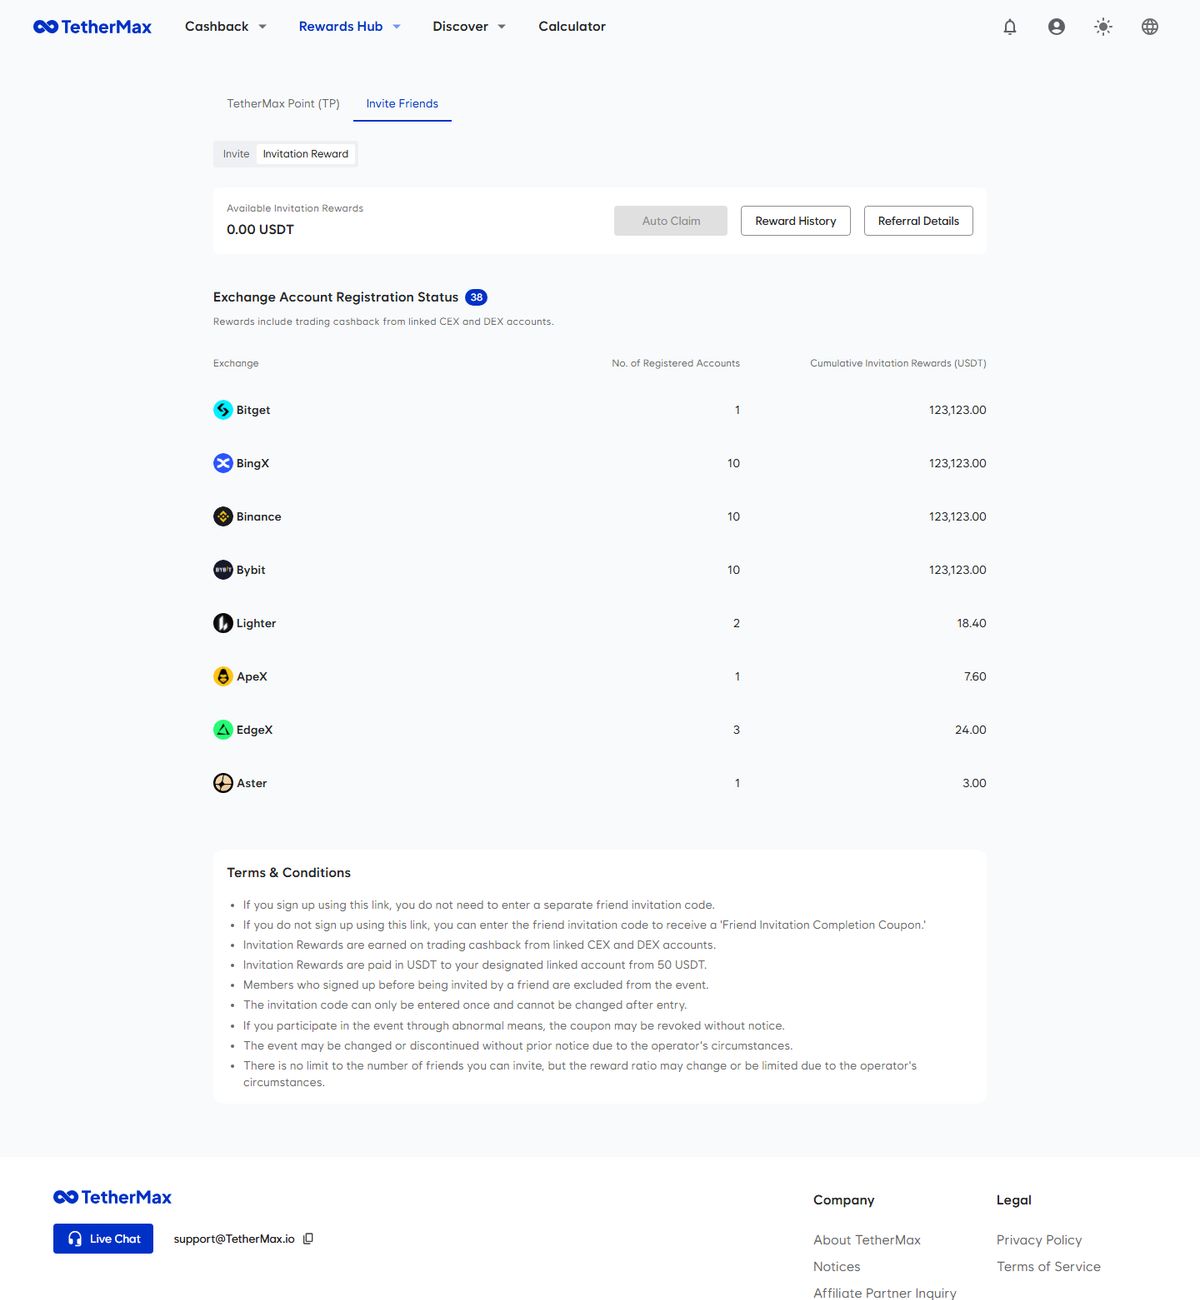 TetherMax Cashback Rewards Hub Discover Calculator
TetherMax Point (TP) Invite Friends
Invite Invitation Reward
Available Invitation Rewards
0.00 USDT
Auto Claim Reward History Referral Details
Exchange Account Registration Status 38
Rewards include trading cashback from linked CEX and DEX accounts.
Exchange No. of Registered Accounts Cumulative Invitation Rewards (USDT)
Bitget 1 123,123.00
BingX 10 123,123.00
Binance 10 123,123.00
BYBIT Bybit 10 123,123.00
Lighter 2 18.40
ApeX 1 7.60
EdgeX 3 24.00
Aster 1 3.00
Terms & Conditions
• If you sign up using this link, you do not need to enter a separate friend invitation code.
• If you do not sign up using this link, you can enter the friend invitation code to receive a 'Friend Invitation Completion Coupon.'
• Invitation Rewards are earned on trading cashback from linked CEX and DEX accounts.
• Invitation Rewards are paid in USDT to your designated linked account from 50 USDT.
• Members who signed up before being invited by a friend are excluded from the event.
• The invitation code can only be entered once and cannot be changed after entry.
• If you participate in the event through abnormal means, the coupon may be revoked without notice.
• The event may be changed or discontinued without prior notice due to the operator's circumstances.
• There is no limit to the number of friends you can invite, but the reward ratio may change or be limited due to the operator's
circumstances.
TetherMax
Live Chat support@TetherMax.io
Company
About TetherMax
Notices
Affiliate Partner Inquiry
Legal
Privacy Policy
Terms of Service